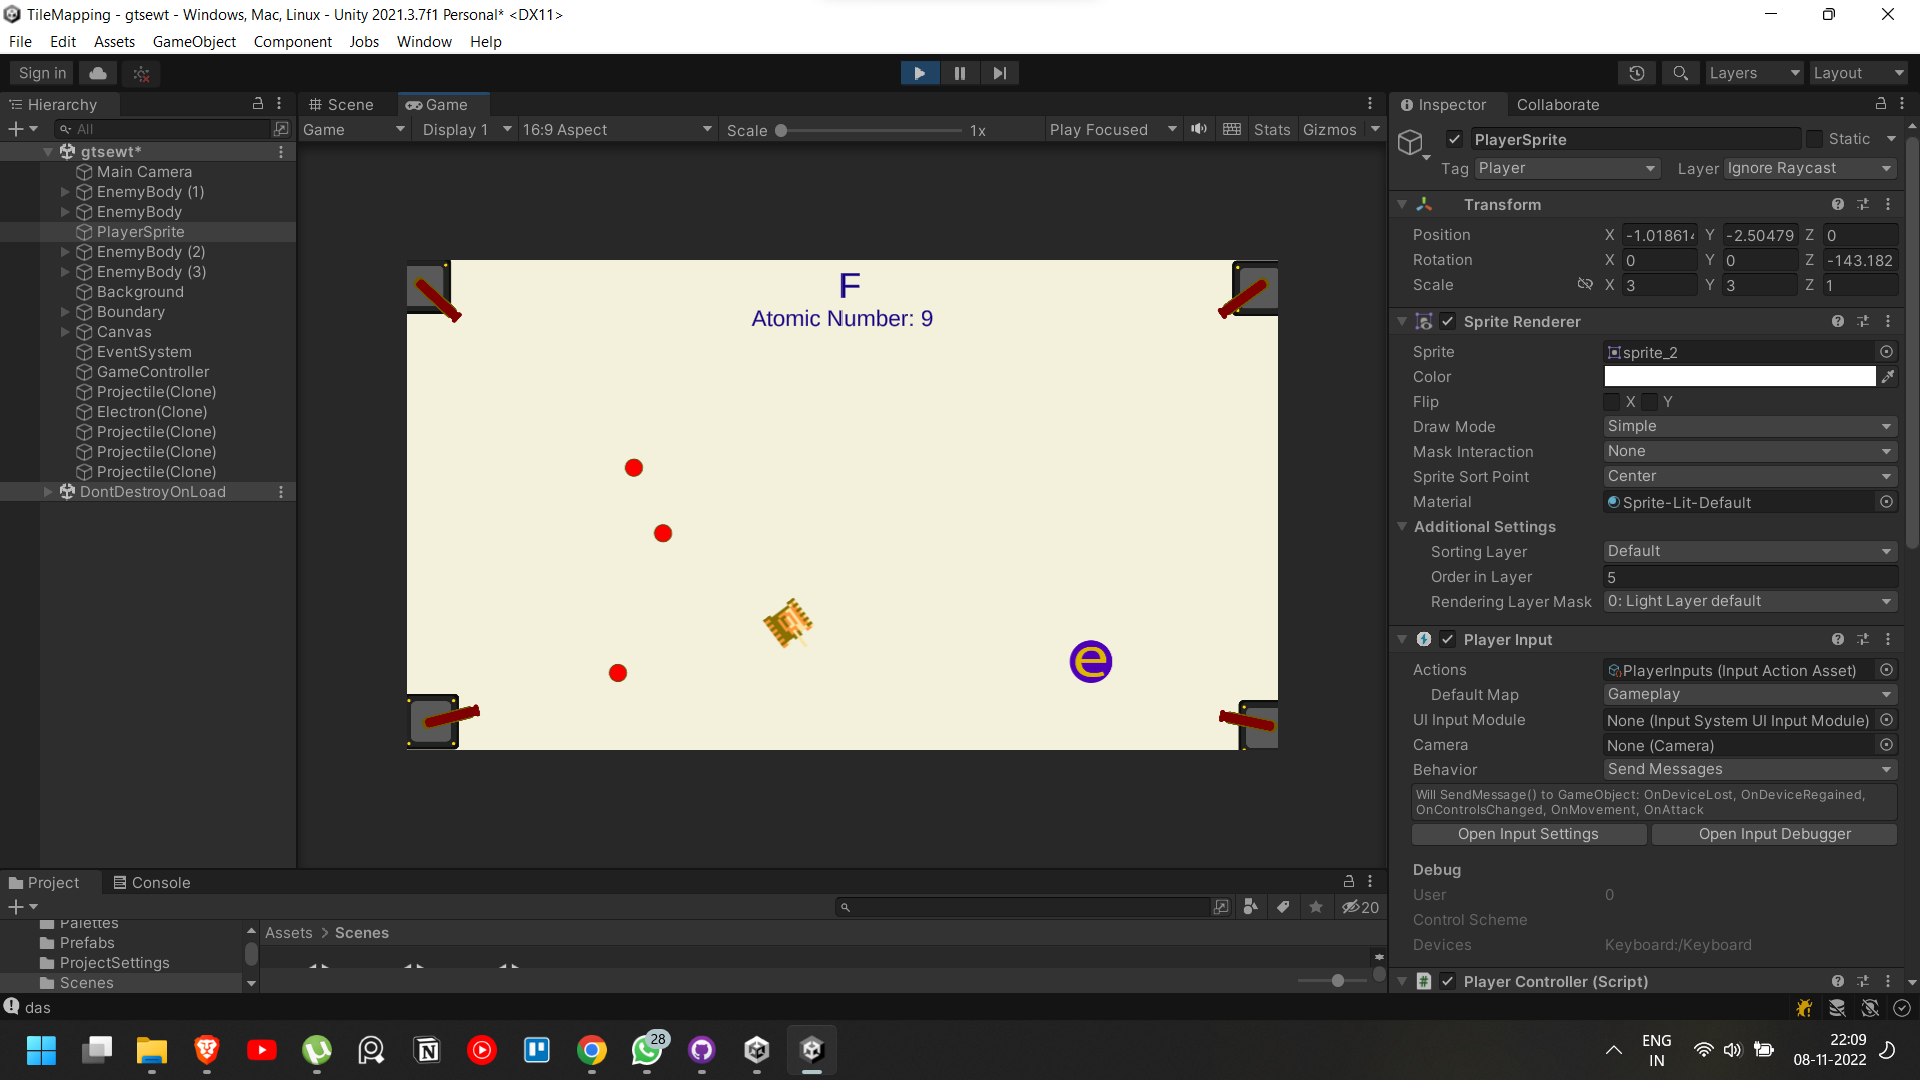 TileMapping - gtsewt - Windows, Mac, Linux - Unity 2021.3.7f1 Personal* <DX11>
File Edit Assets GameObject Component Jobs Window Help
Sign in
Layers Layout
Hierarchy
All
gtsewt*
Main Camera
EnemyBody (1)
EnemyBody
PlayerSprite
EnemyBody (2)
EnemyBody (3)
Background
Boundary
Canvas
EventSystem
GameController
Projectile(Clone)
Electron(Clone)
Projectile(Clone)
Projectile(Clone)
Projectile(Clone)
DontDestroyOnLoad
Scene Game
Game Display 1 16:9 Aspect Scale 1x Play Focused Stats Gizmos
F
Atomic Number: 9
e
Inspector Collaborate
PlayerSprite Static
Tag Player Layer Ignore Raycast
Transform
Position X -1.018614 Y -2.50479 Z 0
Rotation X 0 Y 0 Z -143.182
Scale X 3 Y 3 Z 1
Sprite Renderer
Sprite sprite_2
Color
Flip X Y
Draw Mode Simple
Mask Interaction None
Sprite Sort Point Center
Material Sprite-Lit-Default
Additional Settings
Sorting Layer Default
Order in Layer 5
Rendering Layer Mask 0: Light Layer default
Player Input
Actions PlayerInputs (Input Action Asset)
Default Map Gameplay
UI Input Module None (Input System UI Input Module)
Camera None (Camera)
Behavior Send Messages
Will SendMessage() to GameObject: OnDeviceLost, OnDeviceRegained,
OnControlsChanged, OnMovement, OnAttack
Open Input Settings Open Input Debugger
Debug
User 0
Control Scheme
Devices Keyboard:/Keyboard
# Player Controller (Script)
Project Console
20
Palettes
Prefabs
ProjectSettings
Scenes
Assets > Scenes
das
28
ENG
IN
22:09
08-11-2022